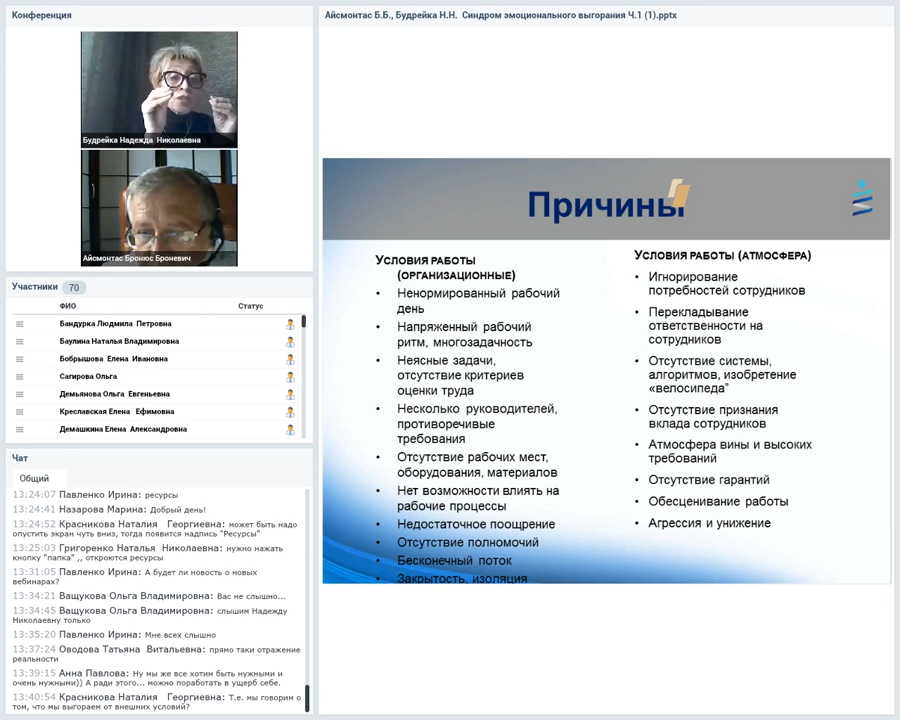 Конференция
Будрейка Надежда Николаевна
Айсмонтас Бронюс Броневич
Участники 70
ФИО Статус
Бандурка Людмила Петровна
Баулина Наталья Владимировна
Бобрышова Елена Ивановна
Сагирова Ольга
Демьянова Ольга Евгеньевна
Креславская Елена Ефимовна
Демашкина Елена Александровна
Чат
Общий
13:24:07 Павленко Ирина: ресурсы
13:24:41 Назарова Марина: Добрый день!
13:24:52 Красникова Наталия Георгиевна: может быть надо
опустить экран чуть вниз, тогда появится надпись "Ресурсы"
13:25:03 Григоренко Наталья Николаевна: нужно нажать
кнопку "папка" ,, откроются ресурсы
13:31:05 Павленко Ирина: А будет ли новость о новых
вебинарах?
13:34:21 Ващукова Ольга Владимировна: Вас не слышно...
13:34:45 Ващукова Ольга Владимировна: слышим Надежду
Николаевну только
13:35:20 Павленко Ирина: Мне всех слышно
13:37:24 Оводова Татьяна Витальевна: прямо таки отражение
реальности
13:39:15 Анна Павлова: Ну мы же все хотим быть нужными и
очень нужными)) А ради этого... можно поработать в ущерб себе.
13:40:54 Красникова Наталия Георгиевна: Т.е. мы говорим о
том, что мы выгораем от внешних условий?
Айсмонтас Б.Б., Будрейка Н.Н. Синдром эмоционального выгорания Ч.1 (1).pptx
Причины
УСЛОВИЯ РАБОТЫ
(ОРГАНИЗАЦИОННЫЕ)
• Ненормированный рабочий
день
• Напряженный рабочий
ритм, многозадачность
• Неясные задачи,
отсутствие критериев
оценки труда
• Несколько руководителей,
противоречивые
требования
• Отсутствие рабочих мест,
оборудования, материалов
• Нет возможности влиять на
рабочие процессы
• Недостаточное поощрение
• Отсутствие полномочий
• Бесконечный поток
• Закрытость, изоляция
УСЛОВИЯ РАБОТЫ (АТМОСФЕРА)
• Игнорирование
потребностей сотрудников
• Перекладывание
ответственности на
сотрудников
• Отсутствие системы,
алгоритмов, изобретение
«велосипеда"
• Отсутствие признания
вклада сотрудников
• Атмосфера вины и высоких
требований
• Отсутствие гарантий
• Обесценивание работы
• Агрессия и унижение